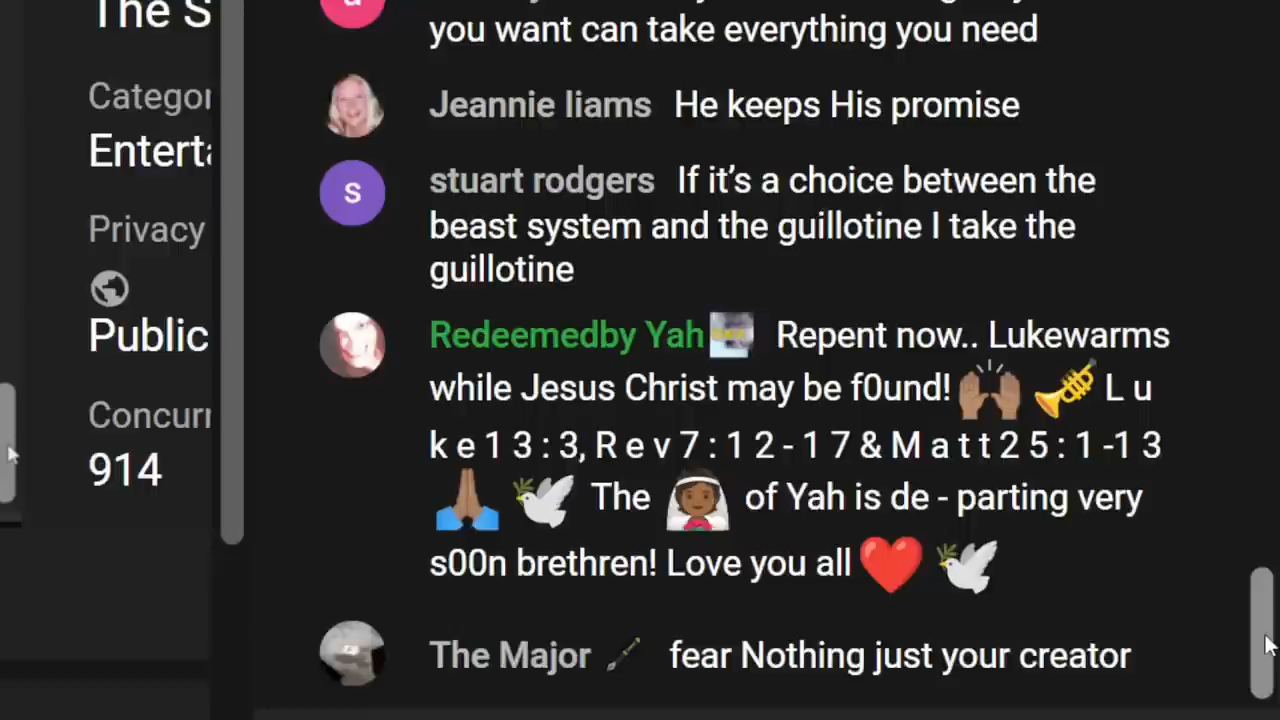 The S
Categor
Enterta
Privacy
Public
Concurr
914
you want can take everything you need
Jeannie liams He keeps His promise
S
stuart rodgers If it’s a choice between the
beast system and the guillotine I take the
guillotine
Redeemedby Yah Repent now.. Lukewarms
while Jesus Christ may be f0und!🙌🏽 🎺 L u
k e 1 3 : 3, R e v 7 : 1 2 - 1 7 & M a t t 2 5 : 1 -1 3
🙏🏽 🕊️ The 👰🏾 of Yah is de - parting very
s00n brethren! Love you all❤️ 🕊️
The Major fear Nothing just your creator